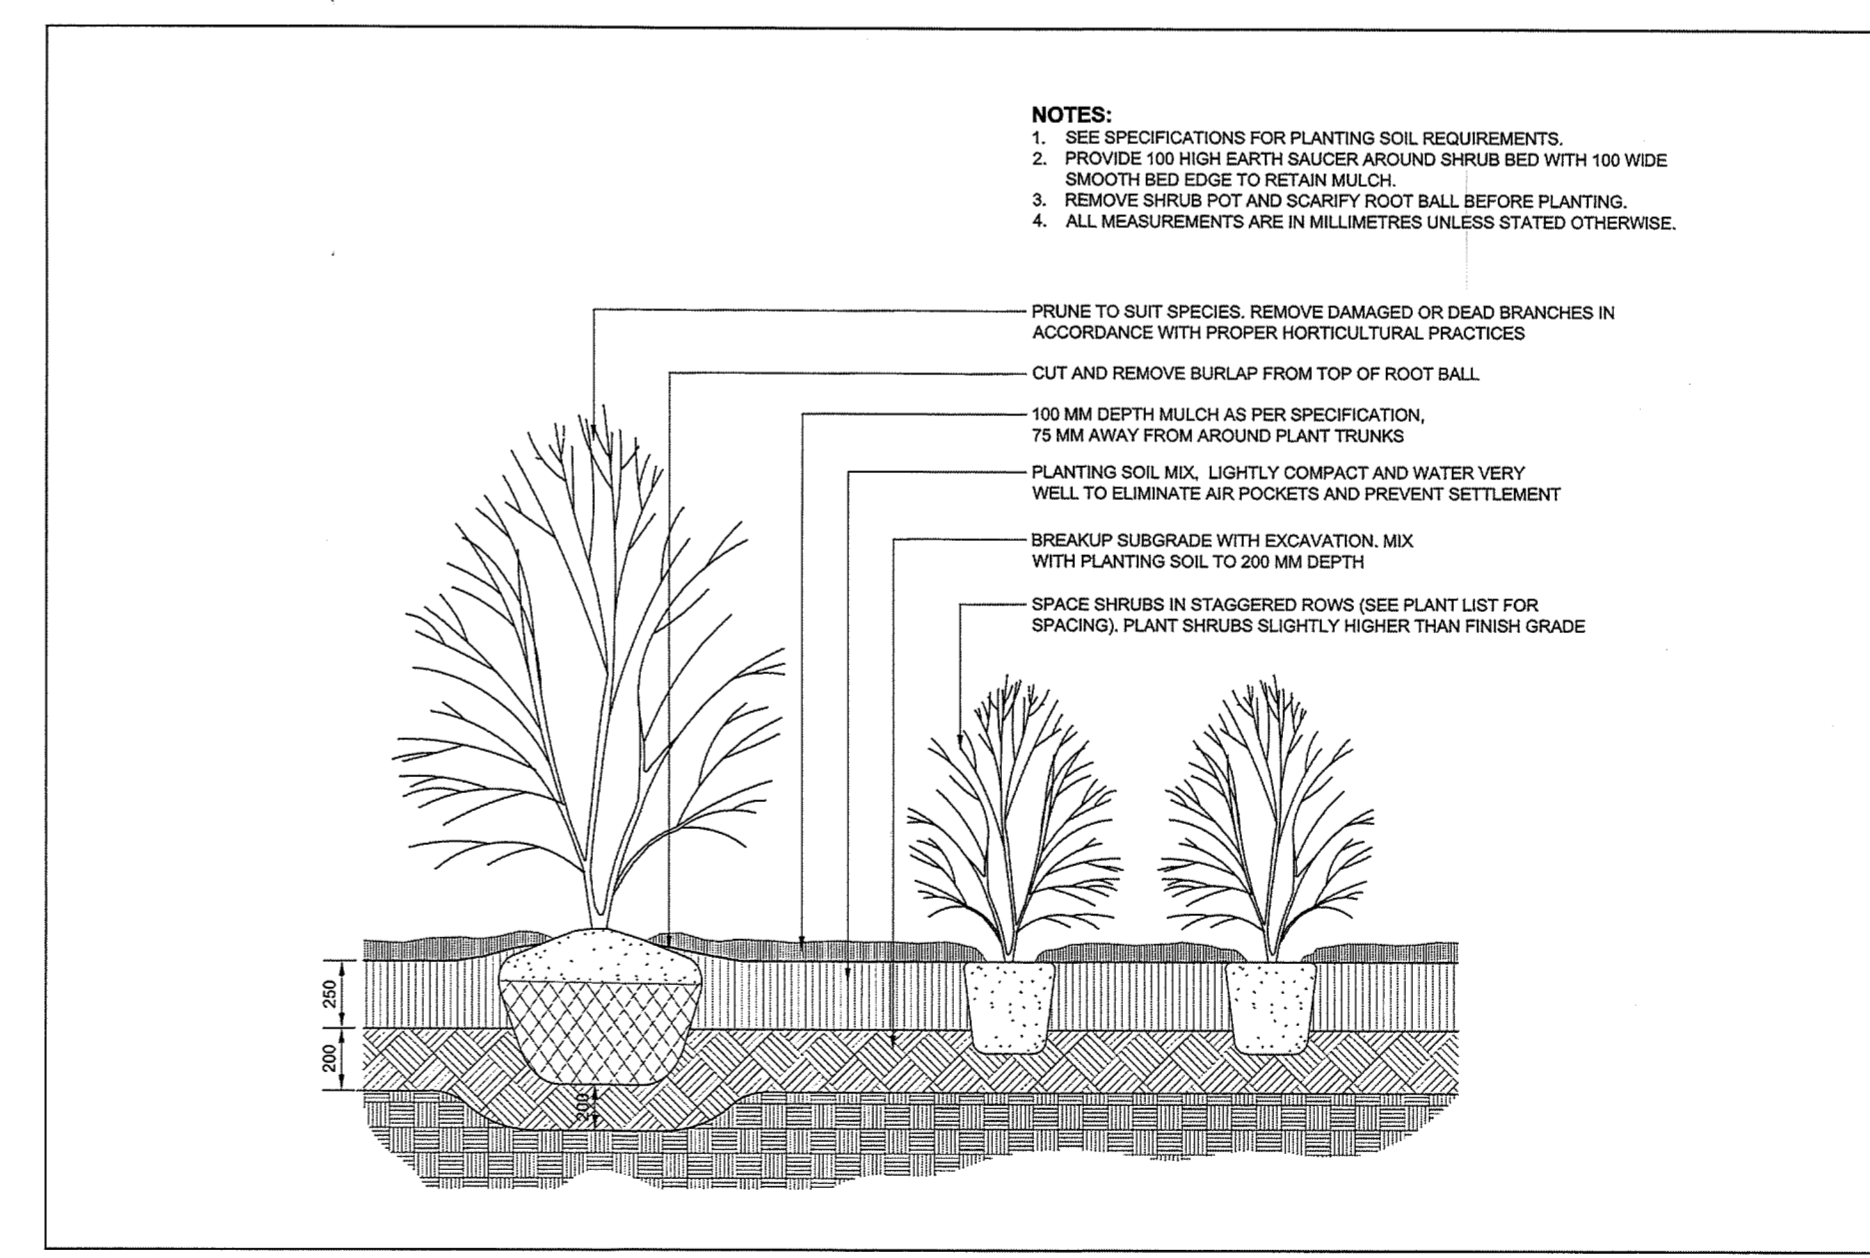 NOTES:
1. SEE SPECIFICATIONS FOR PLANTING SOIL REQUIREMENTS.
2. PROVIDE 100 HIGH EARTH SAUCER AROUND SHRUB BED WITH 100 WIDE
SMOOTH BED EDGE TO RETAIN MULCH.
3. REMOVE SHRUB POT AND SCARIFY ROOT BALL BEFORE PLANTING.
4. ALL MEASUREMENTS ARE IN MILLIMETRES UNLESS STATED OTHERWISE.
PRUNE TO SUIT SPECIES. REMOVE DAMAGED OR DEAD BRANCHES IN
ACCORDANCE WITH PROPER HORTICULTURAL PRACTICES
CUT AND REMOVE BURLAP FROM TOP OF ROOT BALL
100 MM DEPTH MULCH AS PER SPECIFICATION,
75 MM AWAY FROM AROUND PLANT TRUNKS
PLANTING SOIL MIX, LIGHTLY COMPACT AND WATER VERY
WELL TO ELIMINATE AIR POCKETS AND PREVENT SETTLEMENT
BREAKUP SUBGRADE WITH EXCAVATION. MIX
WITH PLANTING SOIL TO 200 MM DEPTH
SPACE SHRUBS IN STAGGERED ROWS (SEE PLANT LIST FOR
SPACING). PLANT SHRUBS SLIGHTLY HIGHER THAN FINISH GRADE
250
200
200